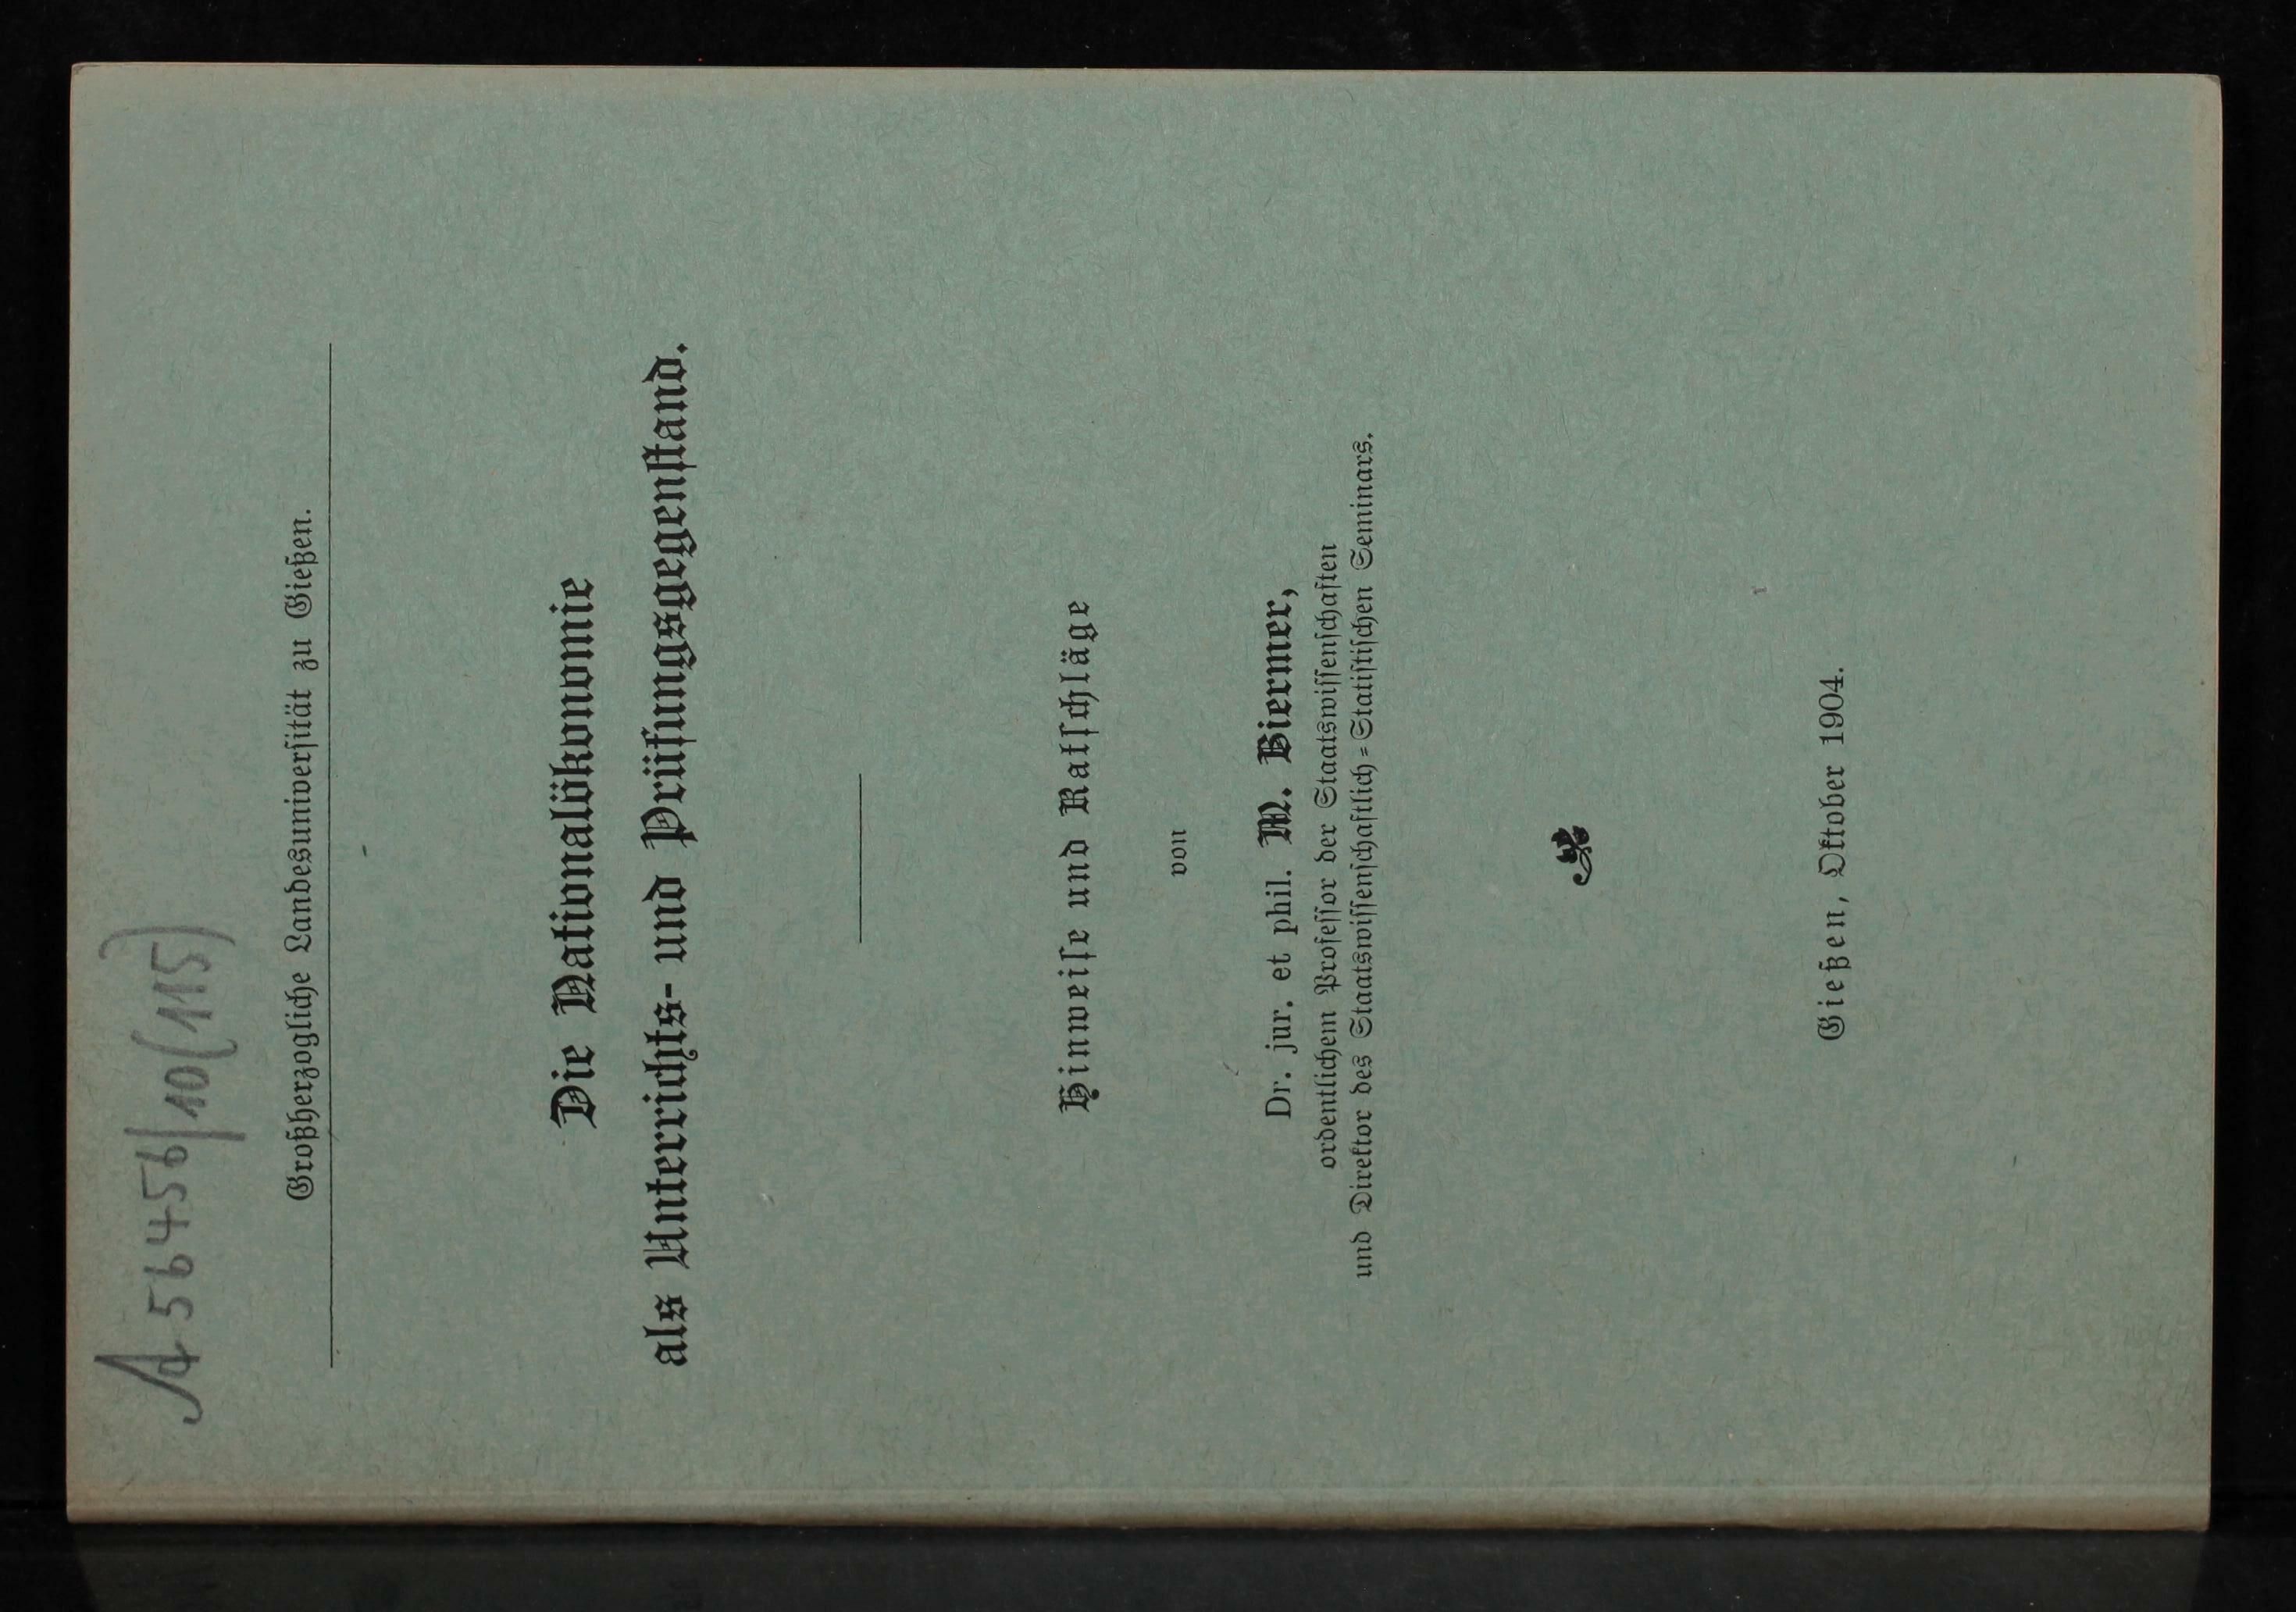 A 56456/10(115)
Großherzogliche Landesuniversität zu Gießen.
Die Nationalökonomie
als Unterrichts- und Prüfungsgegenstand.
Hinweise und Ratschläge
von
Dr. jur. et phil. M. Biermer,
ordentlichem Professor der Staatswissenschaften
und Direktor des Staatswissenschaftlich-Statistischen Seminars.
Gießen, Oktober 1904.